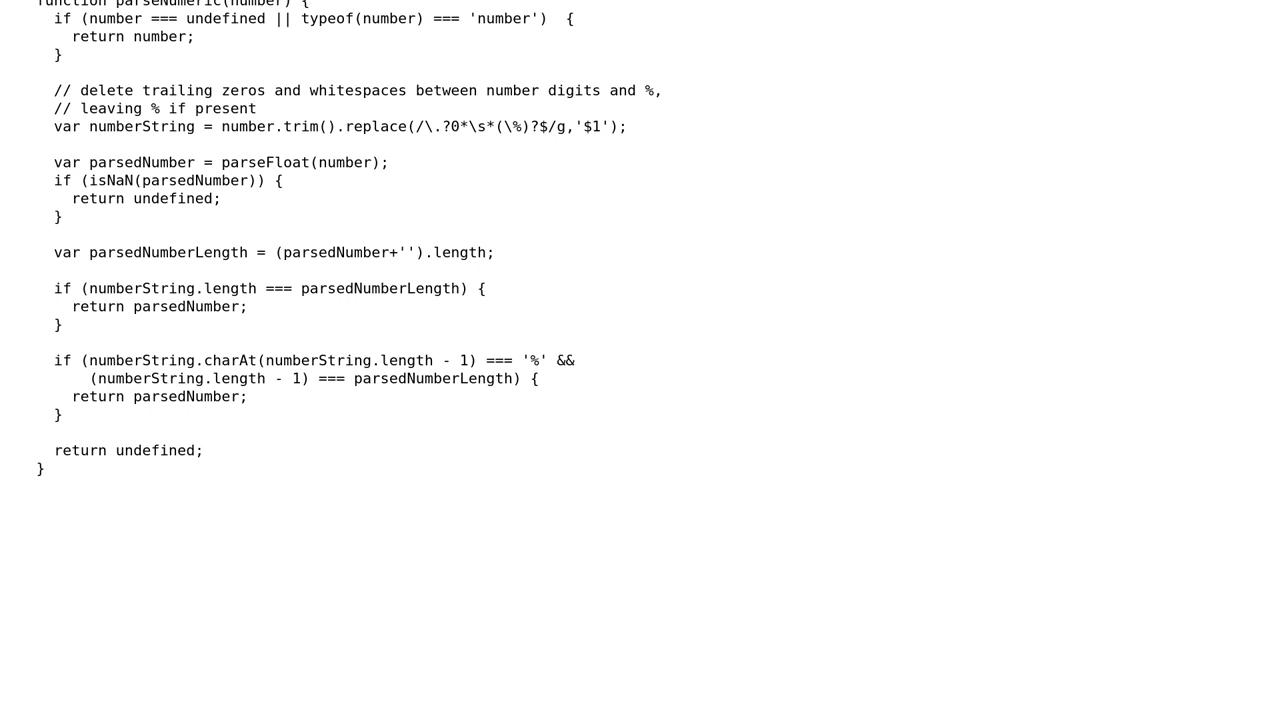 function parseNumeric(number) {
  if (number === undefined || typeof(number) === 'number')  {
    return number;
  }

  // delete trailing zeros and whitespaces between number digits and %,
  // leaving % if present
  var numberString = number.trim().replace(/\.?0*\s*(\%)?$/g,'$1');

  var parsedNumber = parseFloat(number);
  if (isNaN(parsedNumber)) {
    return undefined;
  }

  var parsedNumberLength = (parsedNumber+'').length;

  if (numberString.length === parsedNumberLength) {
    return parsedNumber;
  }

  if (numberString.charAt(numberString.length - 1) === '%' &&
      (numberString.length - 1) === parsedNumberLength) {
    return parsedNumber;
  }

  return undefined;
}